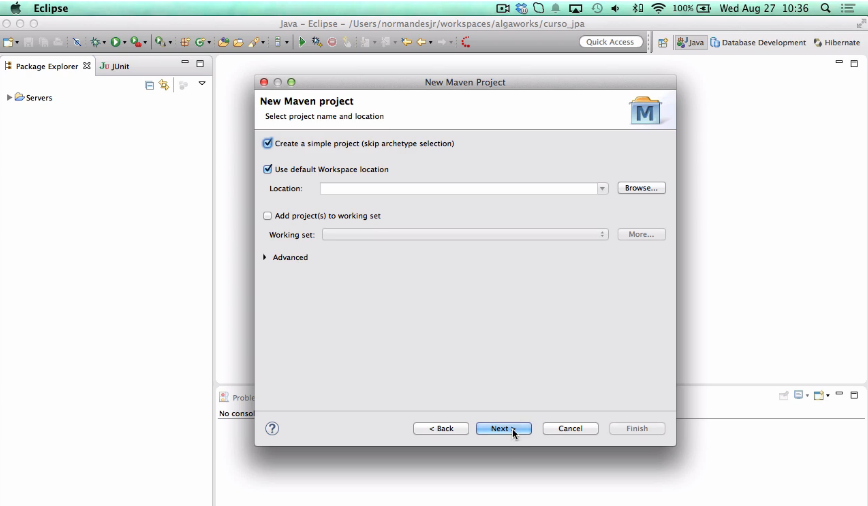 Eclipse 100% Wed Aug 27 10:36
Java – Eclipse – /Users/normandesjr/workspaces/algaworks/curso_jpa
Quick Access Java Database Development Hibernate
Package Explorer JUnit
Servers
New Maven Project
New Maven project
Select project name and location
M
Create a simple project (skip archetype selection)
Use default Workspace location
Location: Browse...
Add project(s) to working set
Working set: More...
Advanced
Proble
No consol
? < Back Next > Cancel Finish